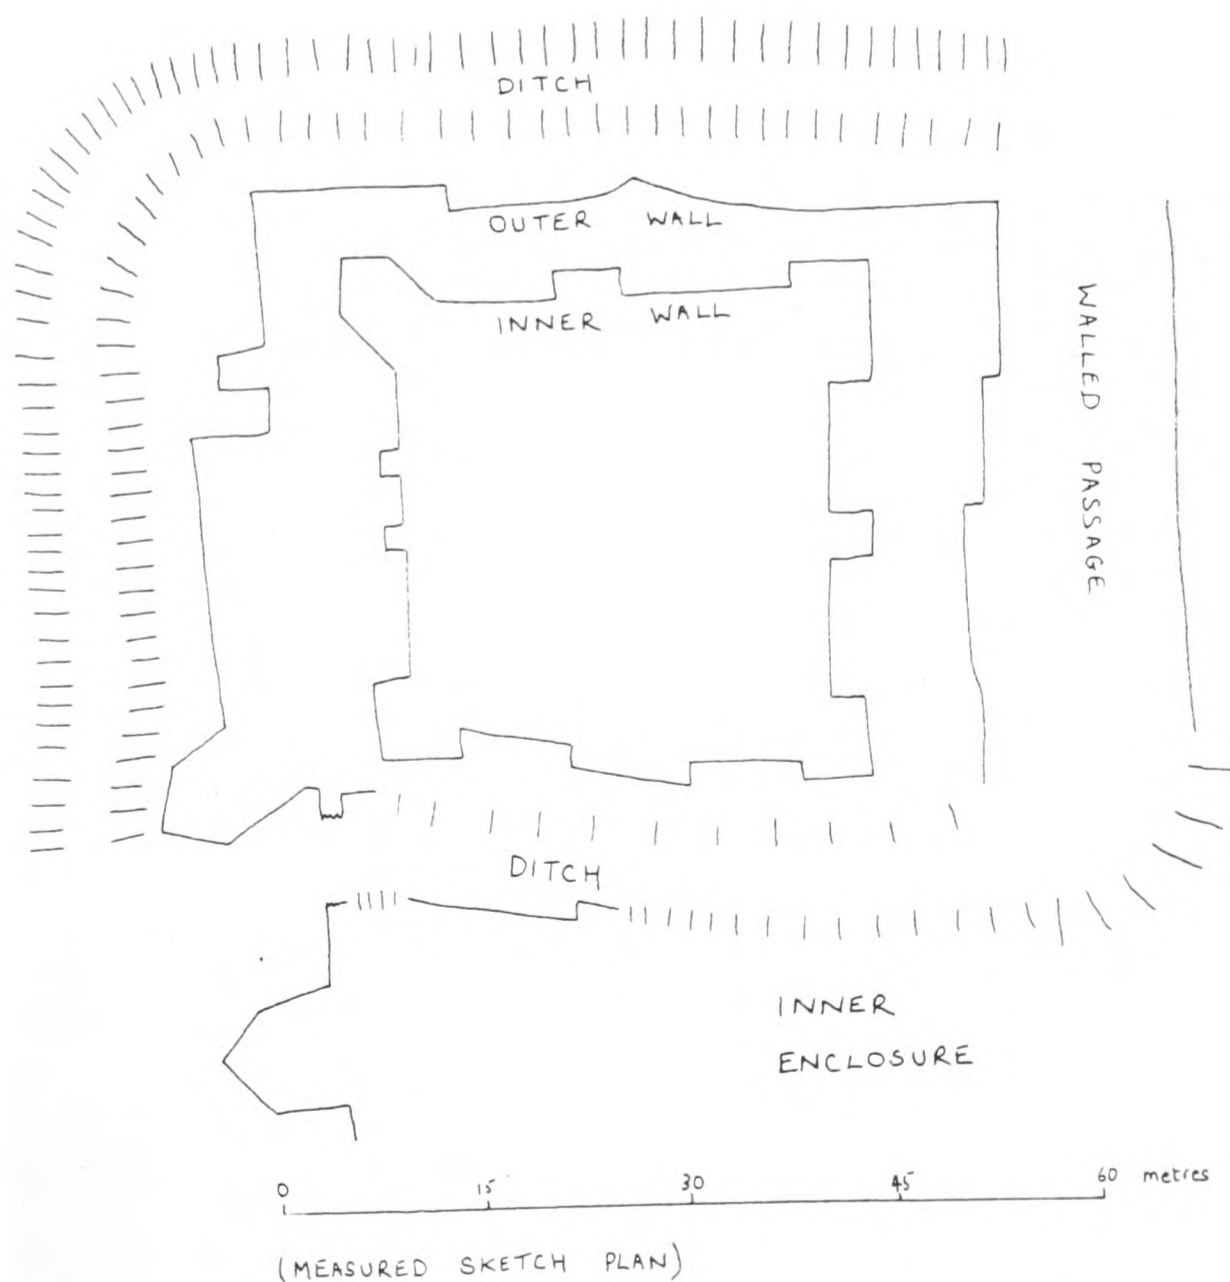 DITCH
OUTER WALL
INNER WALL
WALLED PASSAGE
DITCH
INNER
ENCLOSURE
0 15 30 45 60 metres
(MEASURED SKETCH PLAN)